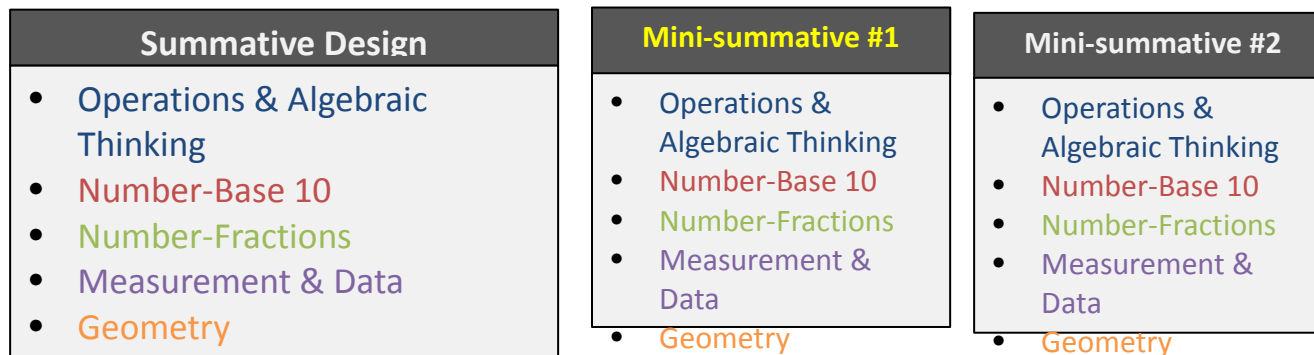 Summative Design
• Operations & Algebraic
Thinking
• Number-Base 10
• Number-Fractions
• Measurement & Data
• Geometry
Mini-summative #1
• Operations &
Algebraic Thinking
• Number-Base 10
• Number-Fractions
• Measurement &
Data
• Geometry
Mini-summative #2
• Operations &
Algebraic Thinking
• Number-Base 10
• Number-Fractions
• Measurement &
Data
• Geometry